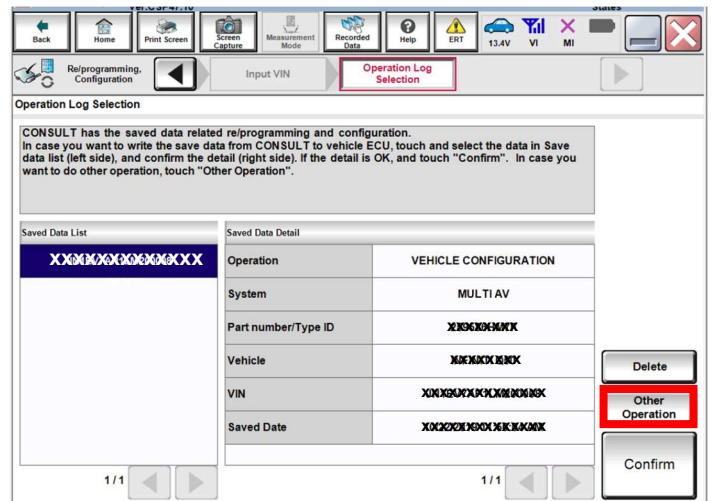 Back
Home
Print Screen
Screen
Capture
Measurement
Mode
Recorded
Data
Help
ERT
13.4V
VI
MI
Re/programming,
Configuration
Input VIN
Operation Log
Selection
Operation Log Selection
CONSULT has the saved data related re/programming and configuration.
In case you want to write the save data from CONSULT to vehicle ECU, touch and select the data in Save
data list (left side), and confirm the detail (right side). If the detail is OK, and touch "Confirm". In case you
want to do other operation, touch "Other Operation".
Saved Data List
Saved Data Detail
Operation
VEHICLE CONFIGURATION
System
MULTI AV
Part number/Type ID
Vehicle
VIN
Saved Date
Delete
Other
Operation
Confirm
1/1
1/1